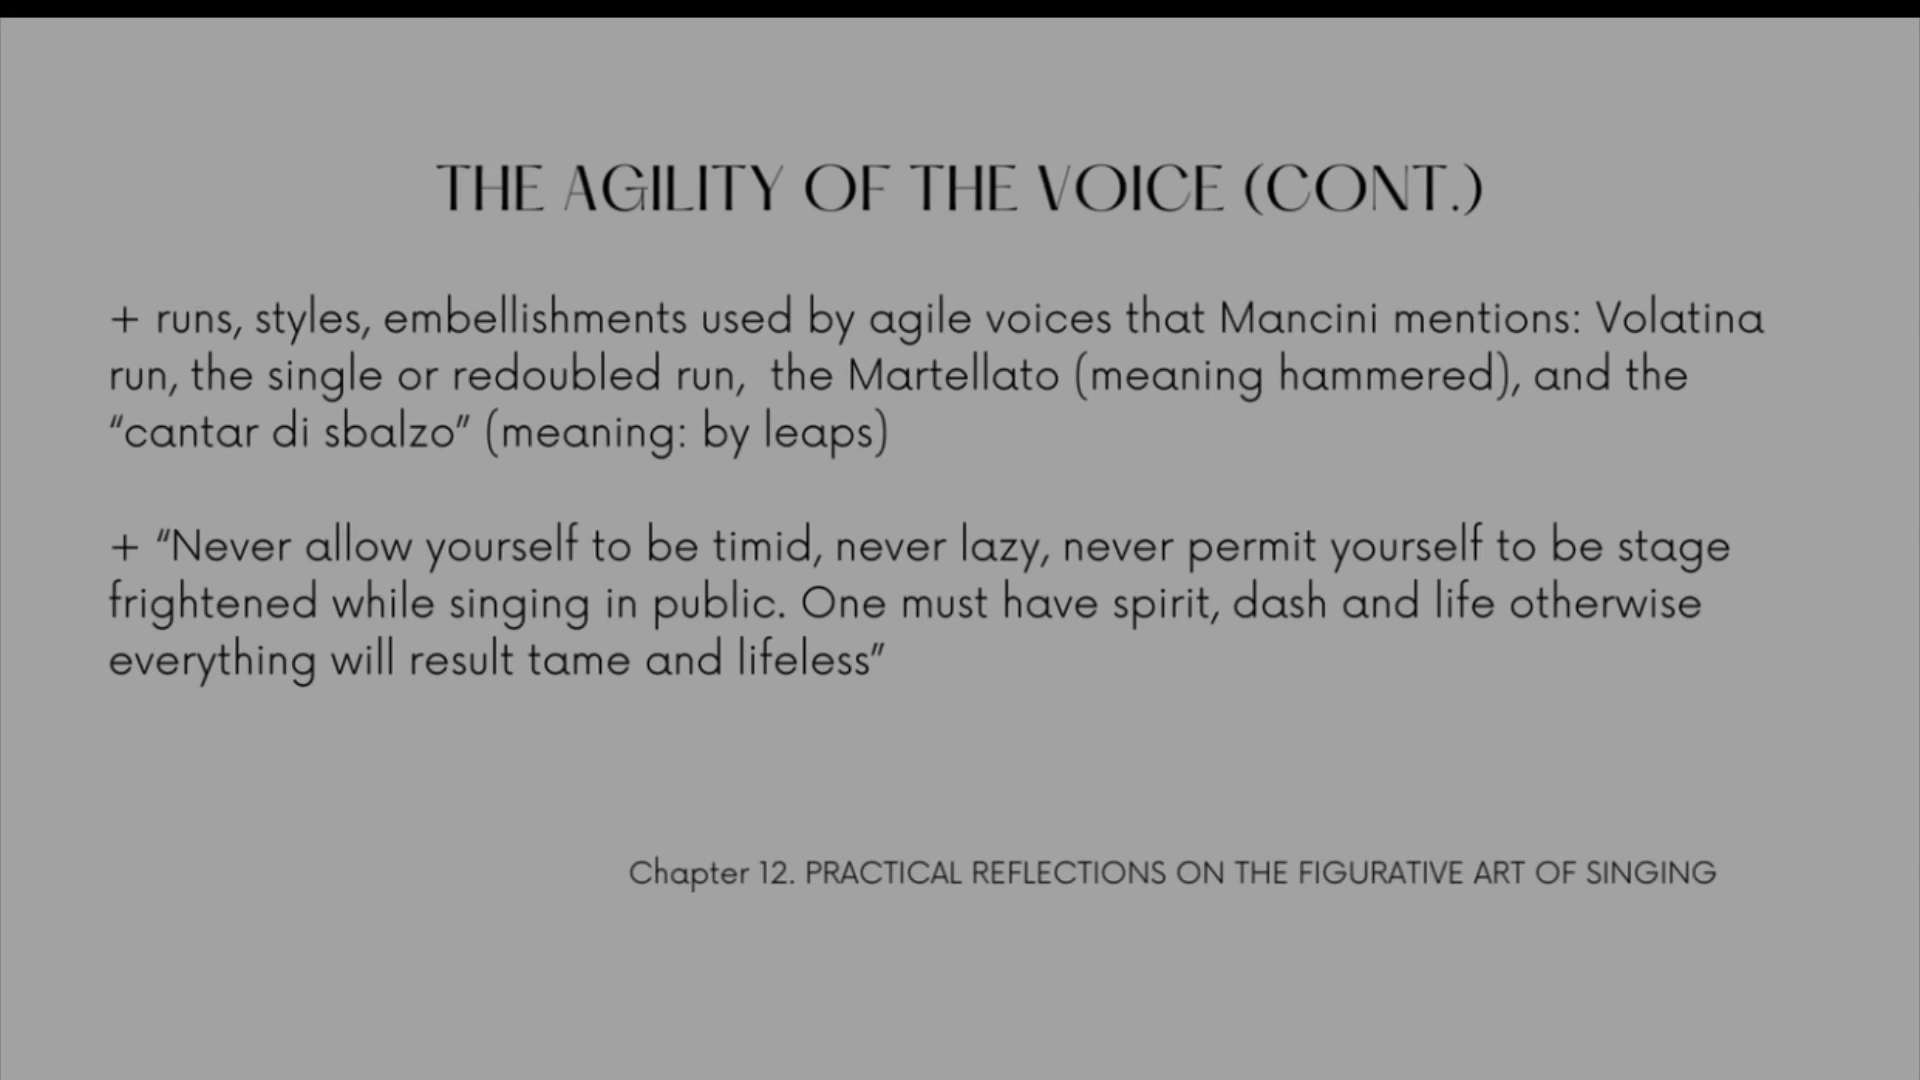 THE AGILITY OF THE VOICE (CONT.)
+ runs, styles, embellishments used by agile voices that Mancini mentions: Volatina
run, the single or redoubled run, the Martellato (meaning hammered), and the
“cantar di sbalzo” (meaning: by leaps)
+ “Never allow yourself to be timid, never lazy, never permit yourself to be stage
frightened while singing in public. One must have spirit, dash and life otherwise
everything will result tame and lifeless”
Chapter 12. PRACTICAL REFLECTIONS ON THE FIGURATIVE ART OF SINGING